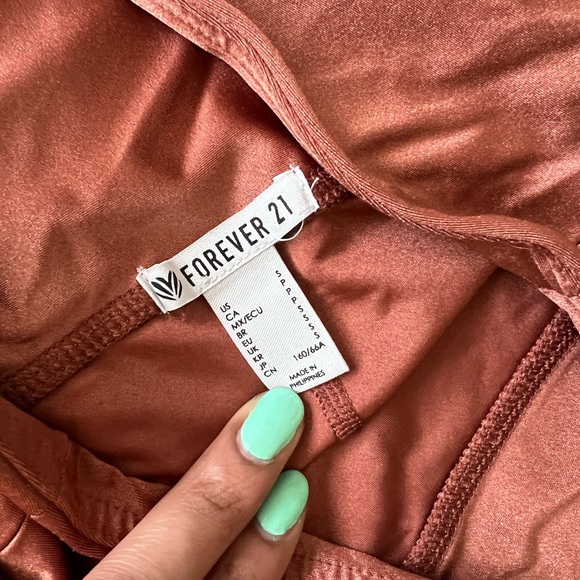 FOREVER 21
US S
CA P
MX/ECU P
BR P
EU S
UK S
KR S
JP S
CN 160/66A
MADE IN
PHILIPPINES